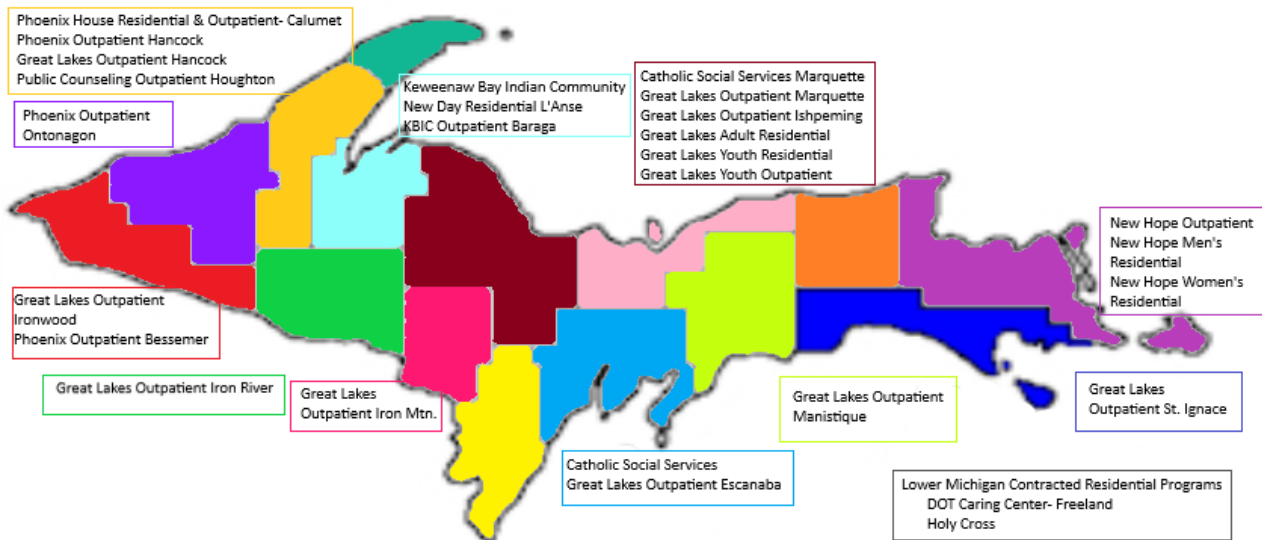 Phoenix House Residential & Outpatient- Calumet
Phoenix Outpatient Hancock
Great Lakes Outpatient Hancock
Public Counseling Outpatient Houghton
Phoenix Outpatient
Ontonagon
Keweenaw Bay Indian Community
New Day Residential L'Anse
KBIC Outpatient Baraga
Catholic Social Services Marquette
Great Lakes Outpatient Marquette
Great Lakes Outpatient Ishpeming
Great Lakes Adult Residential
Great Lakes Youth Residential
Great Lakes Youth Outpatient
New Hope Outpatient
New Hope Men's
Residential
New Hope Women's
Residential
Great Lakes Outpatient
Ironwood
Phoenix Outpatient Bessemer
Great Lakes Outpatient Iron River
Great Lakes
Outpatient Iron Mtn.
Catholic Social Services
Great Lakes Outpatient Escanaba
Great Lakes Outpatient
Manistique
Great Lakes
Outpatient St. Ignace
Lower Michigan Contracted Residential Programs
DOT Caring Center- Freeland
Holy Cross